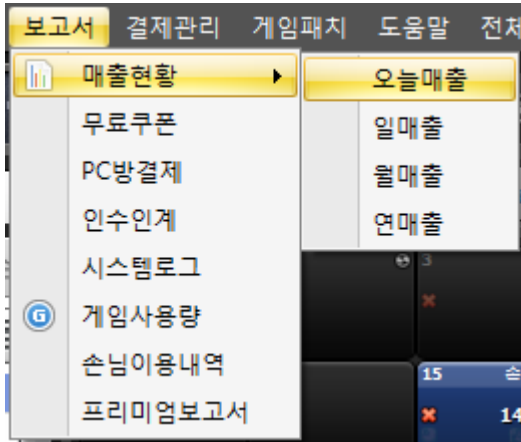 보고서 결제관리 게임패치 도움말 전체
매출현황
무료쿠폰
PC방결제
인수인계
시스템로그
게임사용량
손님이용내역
프리미엄보고서
오늘매출
일매출
월매출
연매출
3
15 손
14